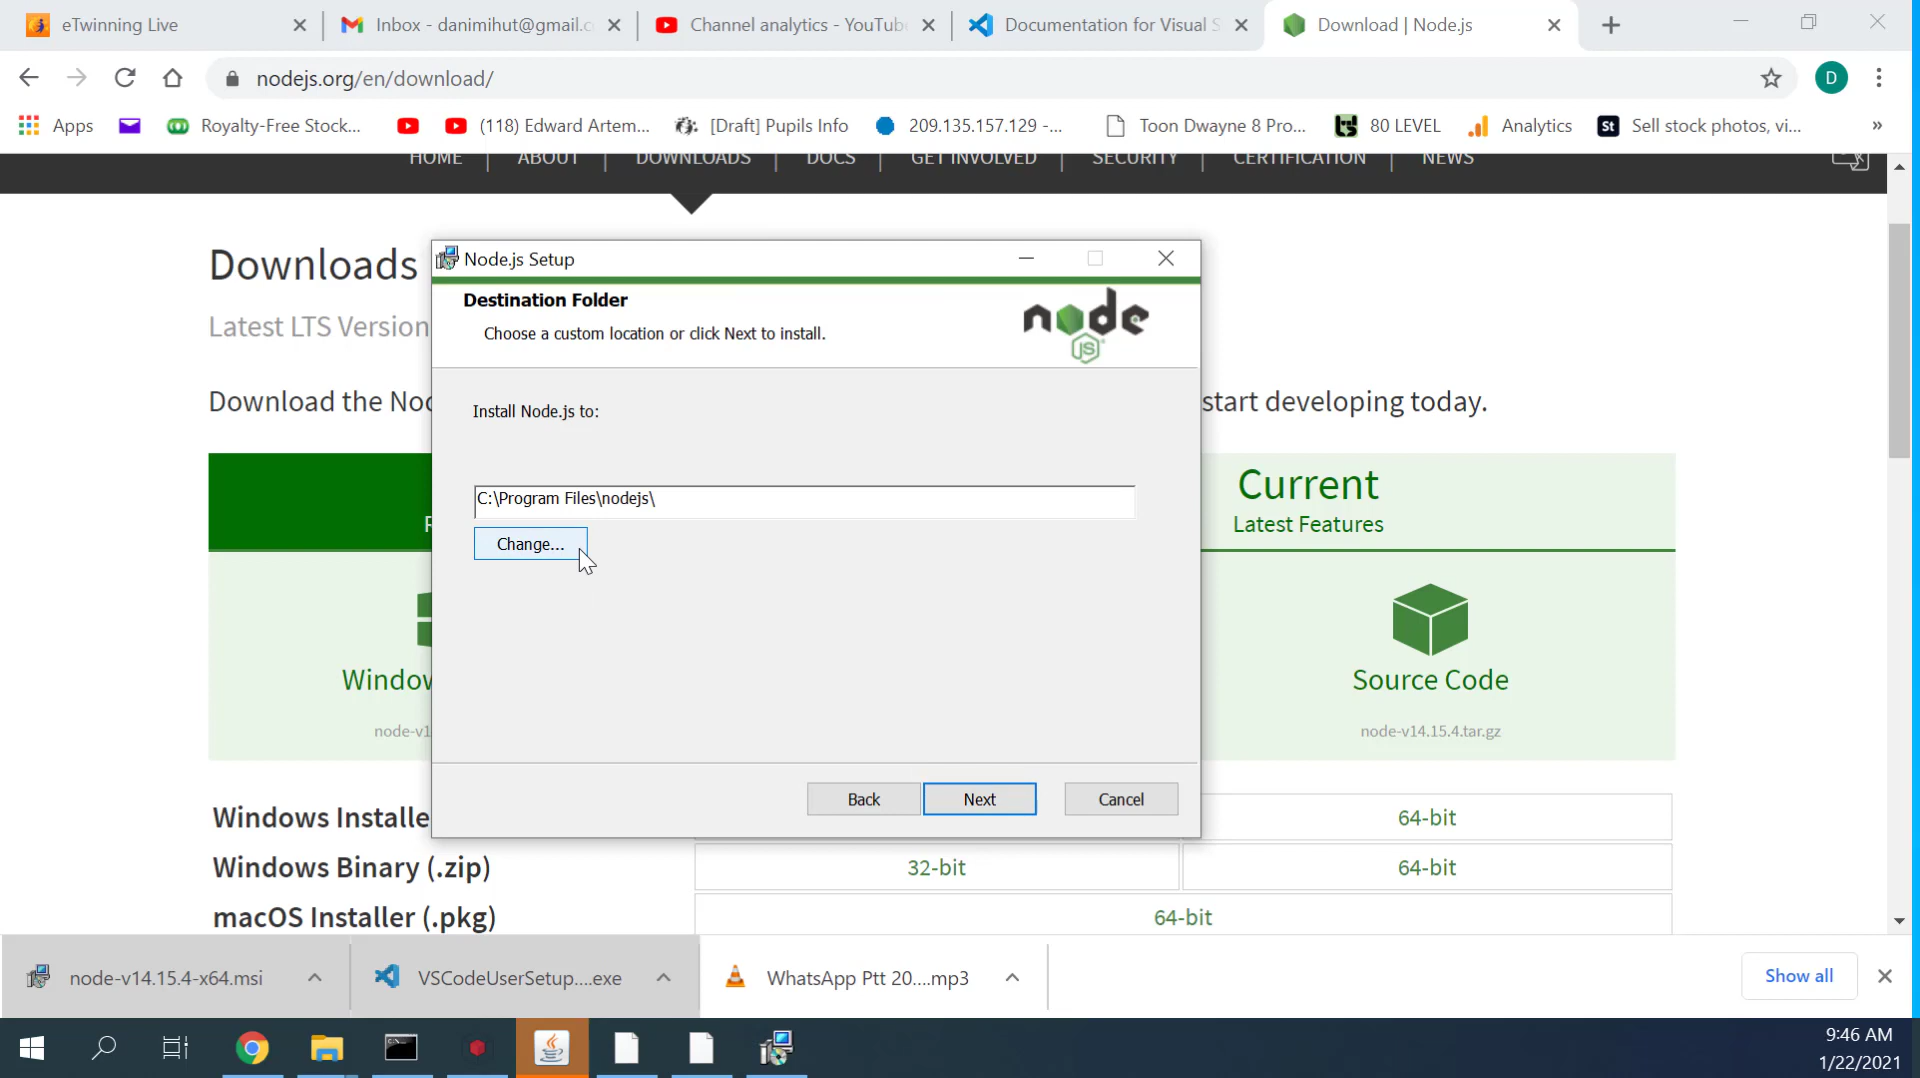 eTwinning Live
Inbox - danimihut@gmail.c
Channel analytics - YouTub
Documentation for Visual S
Download | Node.js
nodejs.org/en/download/
D
Apps
Royalty-Free Stock...
(118) Edward Artem...
[Draft] Pupils Info
209.135.157.129 -...
Toon Dwayne 8 Pro...
80 LEVEL
Analytics
St
Sell stock photos, vi...
»
HOME
ABOUT
DOWNLOADS
DOCS
GET INVOLVED
SECURITY
CERTIFICATION
NEWS
Downloads
Latest LTS Version
Download the No
start developing today.
Node.js Setup
Destination Folder
Choose a custom location or click Next to install.
node
JS
Install Node.js to:
C:\Program Files\nodejs\
Change...
Back
Next
Cancel
Current
Latest Features
Window
node-v1
Source Code
node-v14.15.4.tar.gz
Windows Installe
64-bit
Windows Binary (.zip)
32-bit
64-bit
macOS Installer (.pkg)
64-bit
node-v14.15.4-x64.msi
VSCodeUserSetup....exe
WhatsApp Ptt 20....mp3
Show all
9:46 AM
1/22/2021